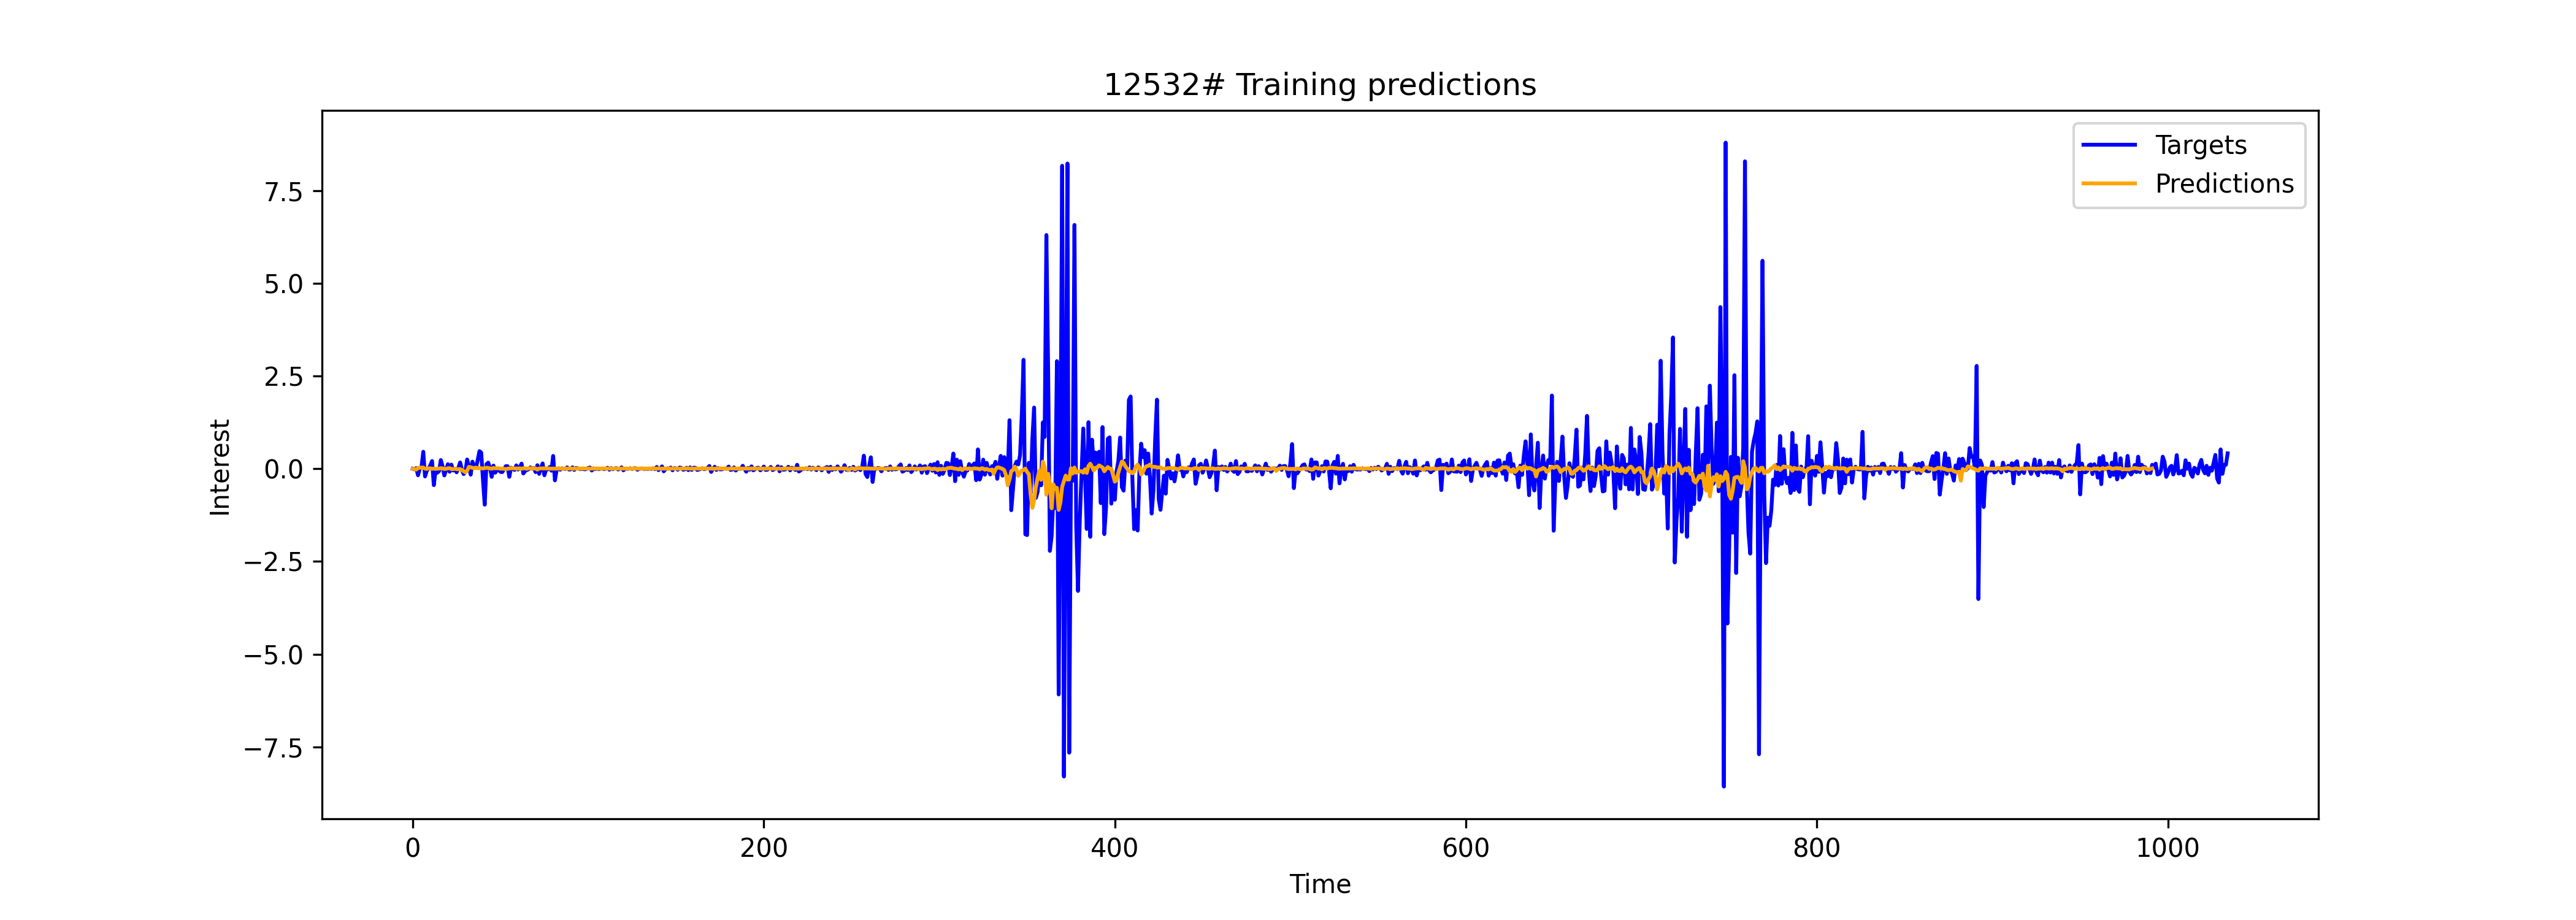 12532# Training predictions
Targets
Predictions
7.5
5.0
2.5
0.0
−2.5
−5.0
−7.5
Interest
0 200 400 600 800 1000
Time